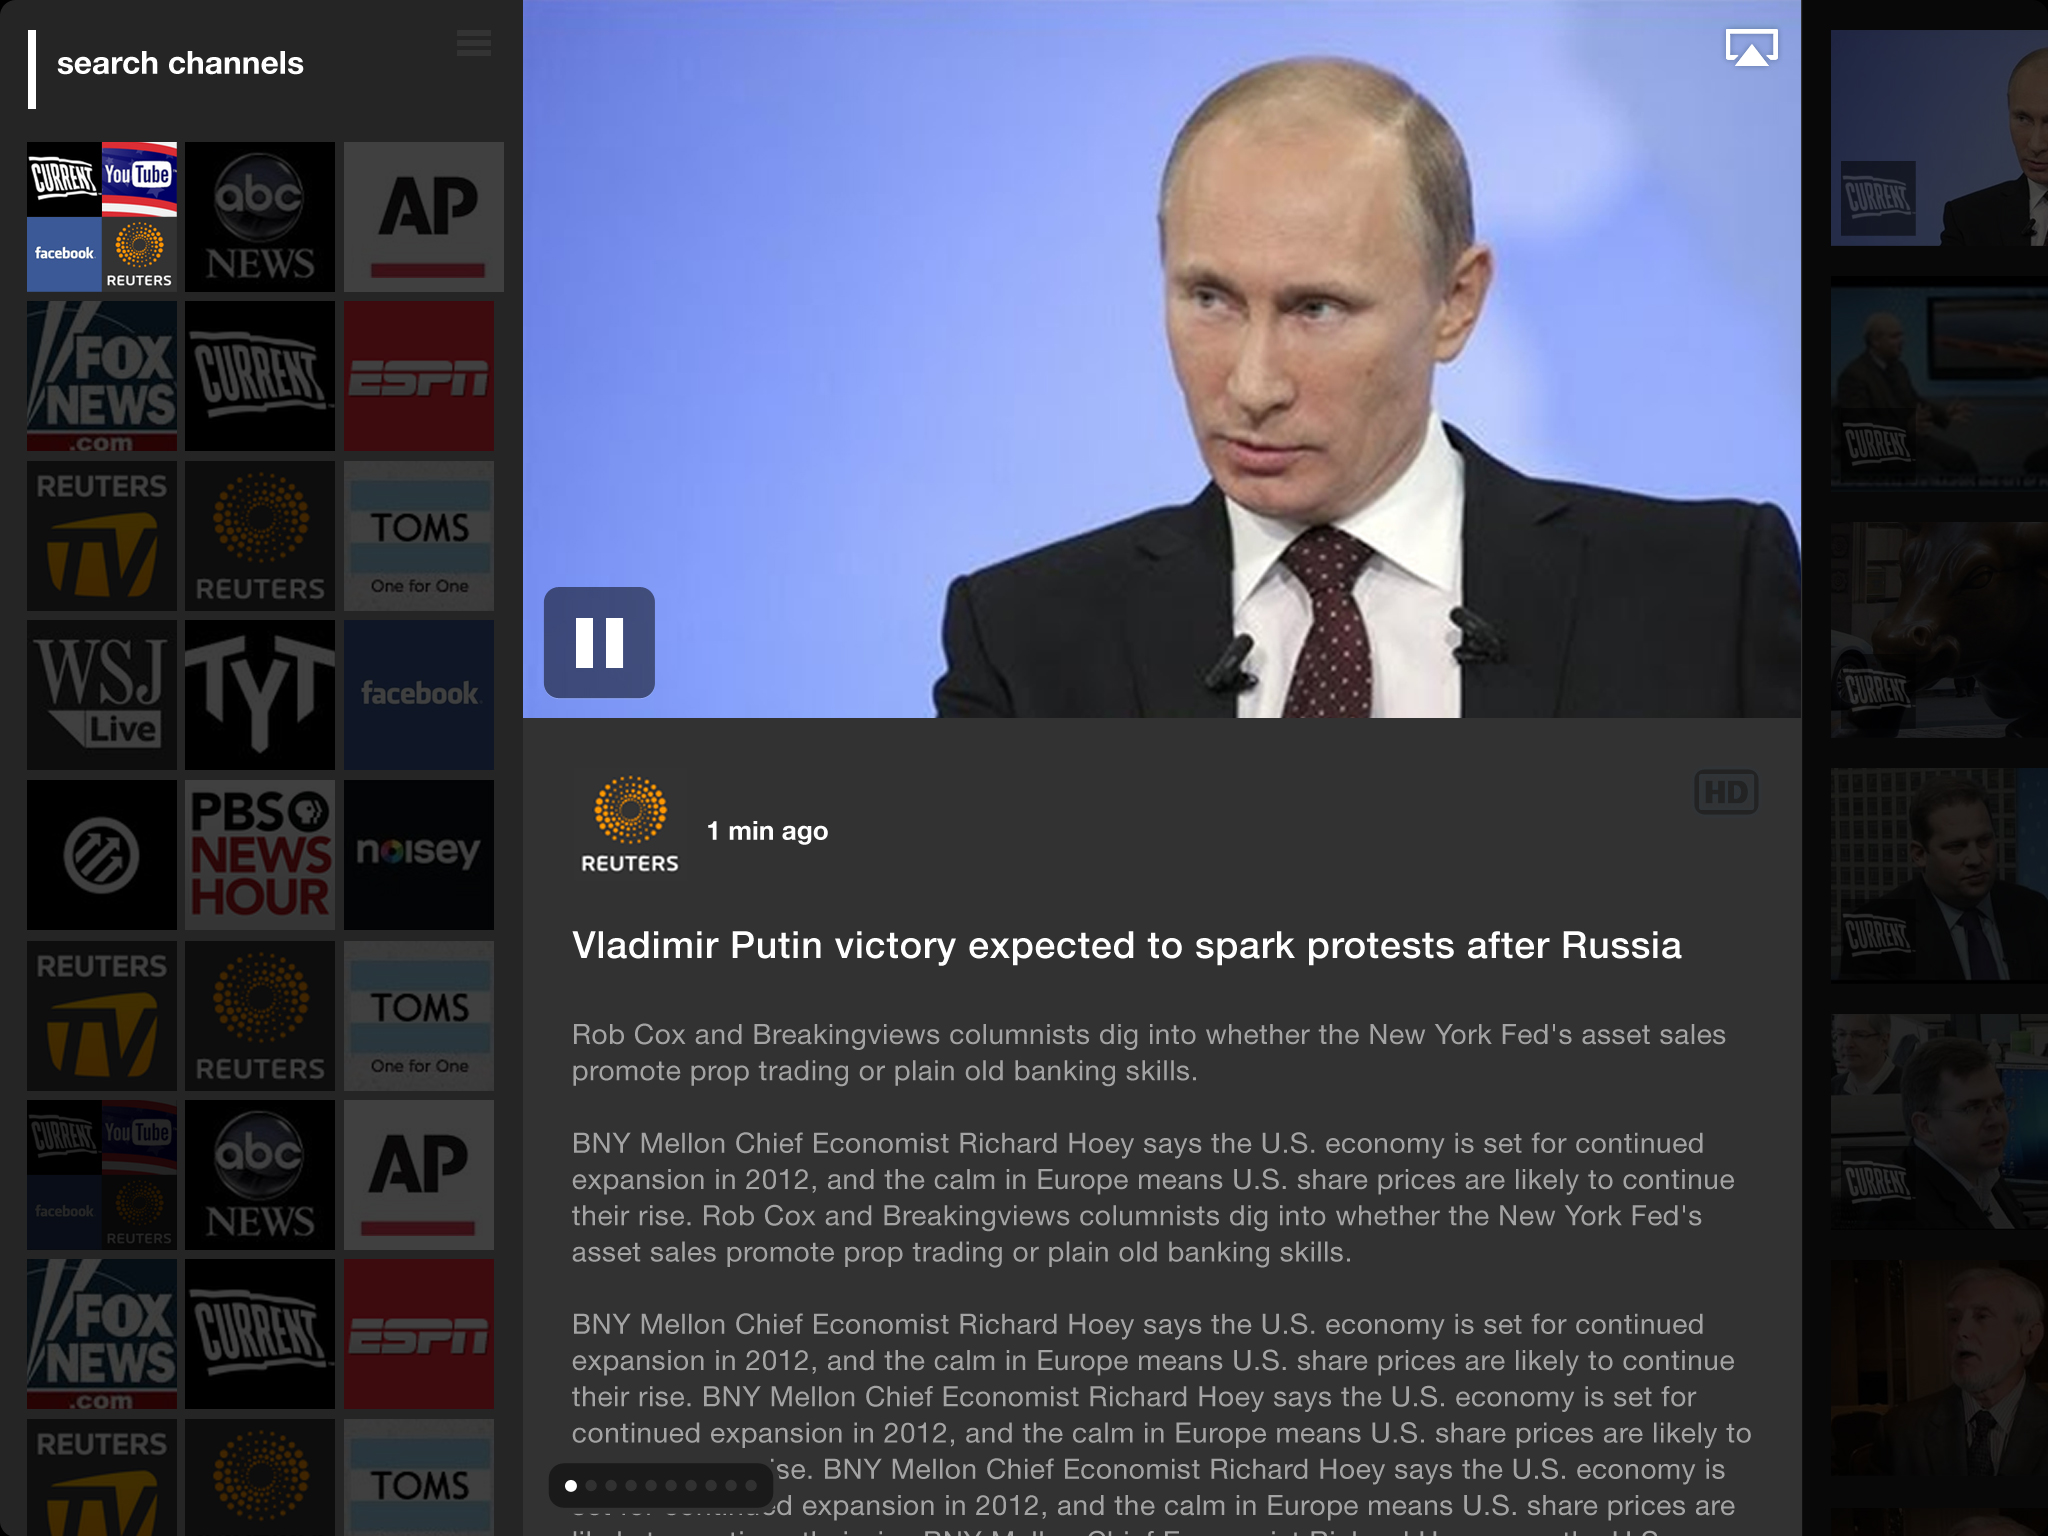 search channels
CURRENT
You Tube
facebook
REUTERS
abc
NEWS
AP
FOX
NEWS
.com
CURRENT
ESPN
REUTERS
TV
REUTERS
TOMS
One for One
WSJ
Live
TYT
facebook
PBS
NEWS
HOUR
noisey
REUTERS
TV
REUTERS
TOMS
One for One
CURRENT
You Tube
facebook
REUTERS
abc
NEWS
AP
FOX
NEWS
.com
CURRENT
ESPN
REUTERS
TV
TOMS
REUTERS
1 min ago
HD
Vladimir Putin victory expected to spark protests after Russia
Rob Cox and Breakingviews columnists dig into whether the New York Fed's asset sales
promote prop trading or plain old banking skills.
BNY Mellon Chief Economist Richard Hoey says the U.S. economy is set for continued
expansion in 2012, and the calm in Europe means U.S. share prices are likely to continue
their rise. Rob Cox and Breakingviews columnists dig into whether the New York Fed's
asset sales promote prop trading or plain old banking skills.
BNY Mellon Chief Economist Richard Hoey says the U.S. economy is set for continued
expansion in 2012, and the calm in Europe means U.S. share prices are likely to continue
their rise. BNY Mellon Chief Economist Richard Hoey says the U.S. economy is set for
continued expansion in 2012, and the calm in Europe means U.S. share prices are likely to
BNY Mellon Chief Economist Richard Hoey says the U.S. economy is
expansion in 2012, and the calm in Europe means U.S. share prices are
CURRENT
CURRENT
CURRENT
CURRENT
CURRENT